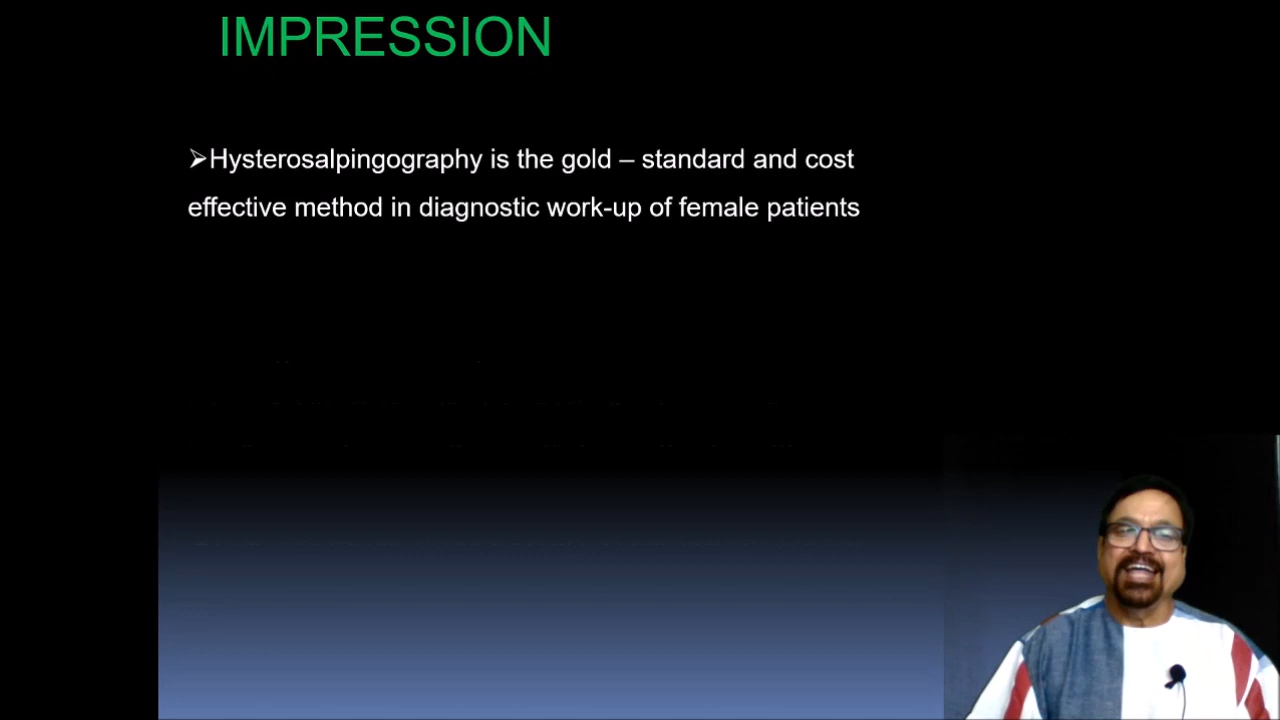 IMPRESSION
➢Hysterosalpingography is the gold – standard and cost
effective method in diagnostic work-up of female patients